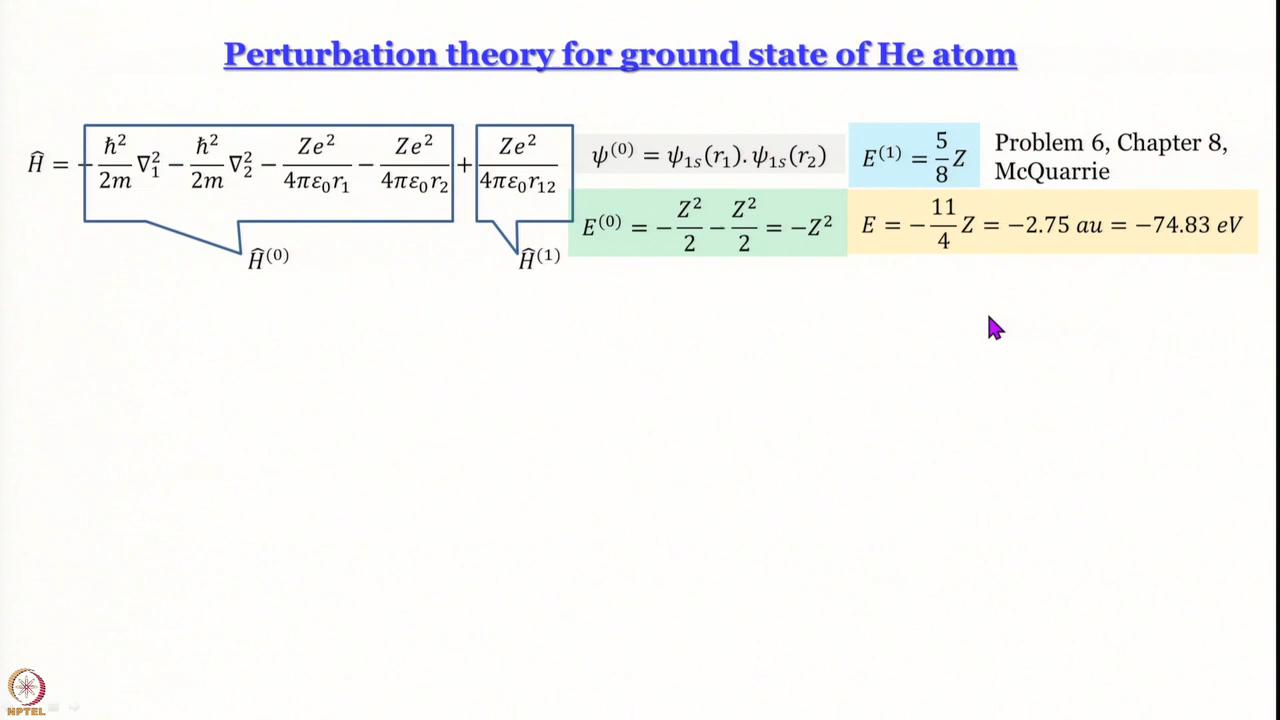 Perturbation theory for ground state of He atom
Ĥ = −ħ²/2m ∇₁² − ħ²/2m ∇₂² − Ze²/4πε₀r₁ − Ze²/4πε₀r₂ + Ze²/4πε₀r₁₂
Ĥ⁽⁰⁾
Ĥ⁽¹⁾
ψ⁽⁰⁾ = ψ₁ₛ(r₁).ψ₁ₛ(r₂)
E⁽¹⁾ = 5/8 Z
Problem 6, Chapter 8,
McQuarrie
E⁽⁰⁾ = −Z²/2 − Z²/2 = −Z²
E = −11/4 Z = −2.75 au = −74.83 eV
NPTEL